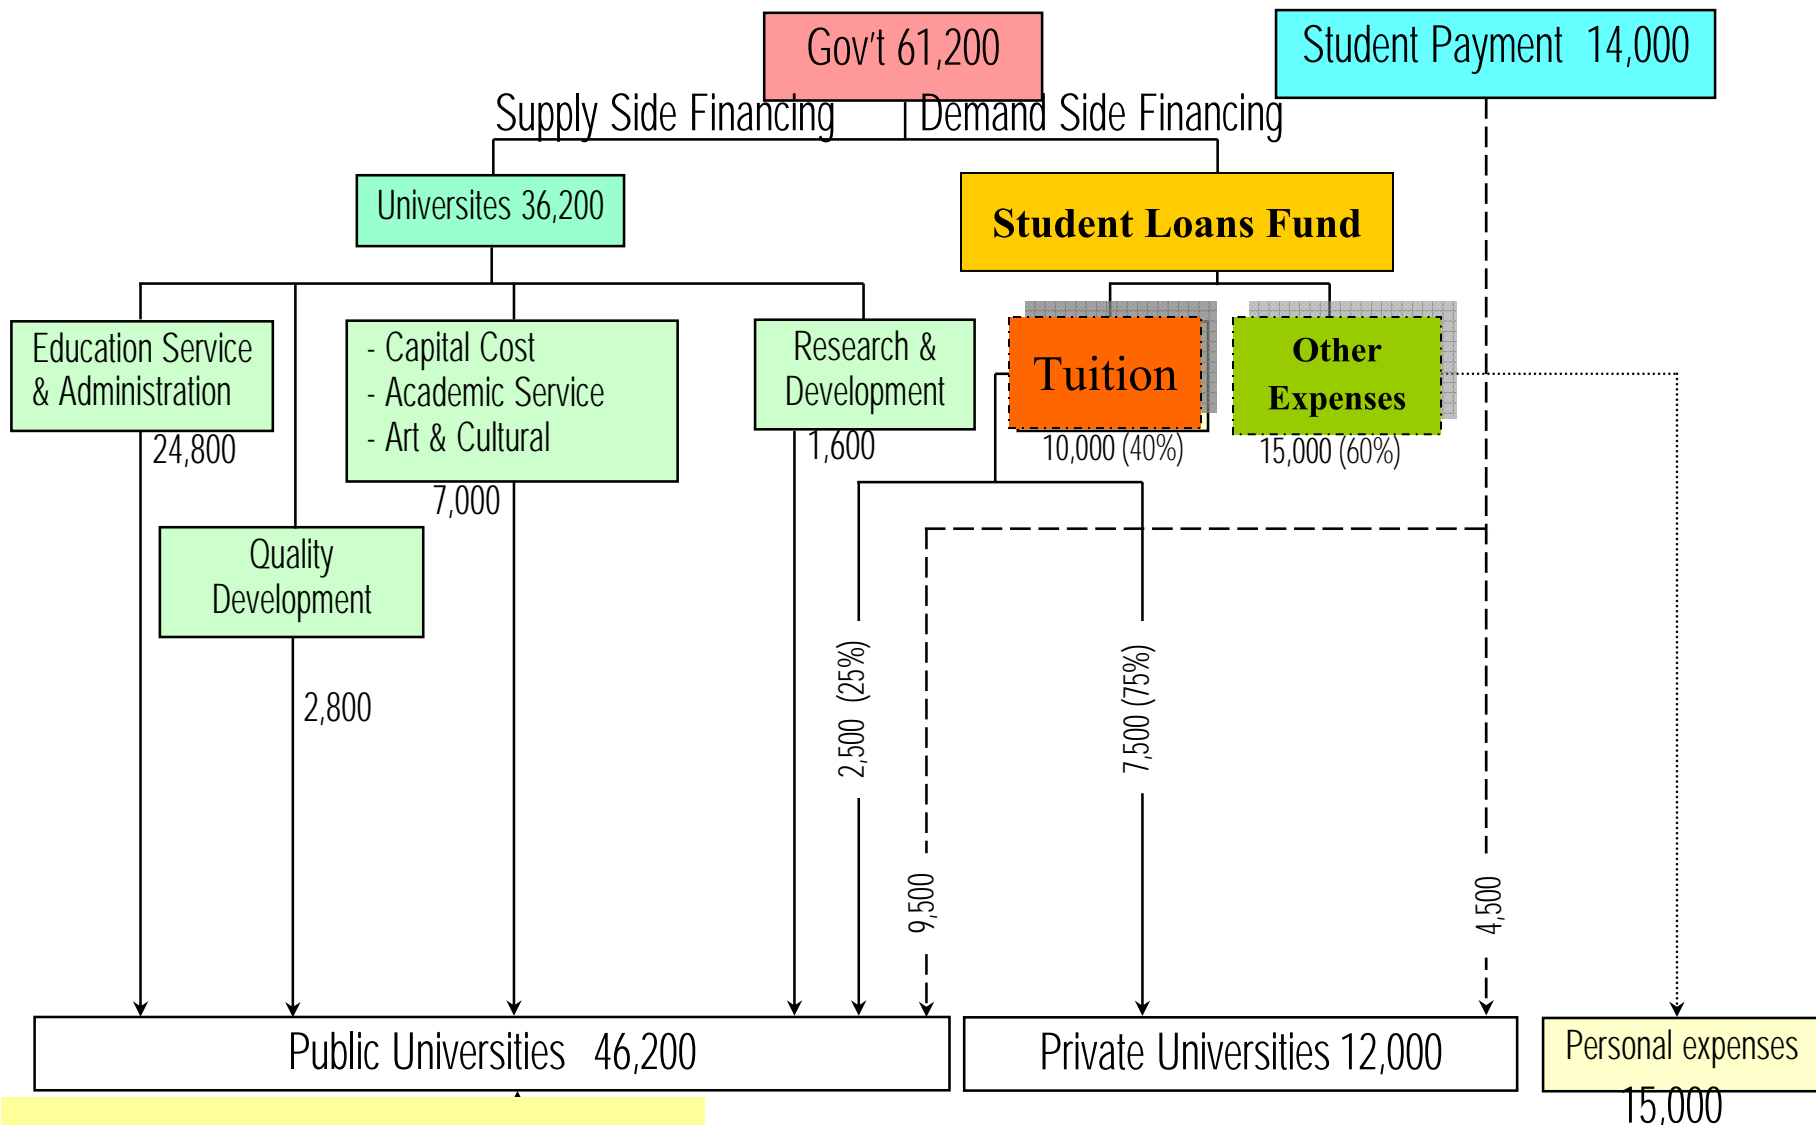 Gov't 61,200
Student Payment 14,000
Supply Side Financing
Demand Side Financing
Universites 36,200
Student Loans Fund
Education Service
& Administration
24,800
- Capital Cost
- Academic Service
- Art & Cultural
7,000
Research &
Development
1,600
Tuition
10,000 (40%)
Other
Expenses
15,000 (60%)
Quality
Development
2,800
2,500 (25%)
7,500 (75%)
9,500
4,500
Public Universities 46,200
Private Universities 12,000
Personal expenses
15,000